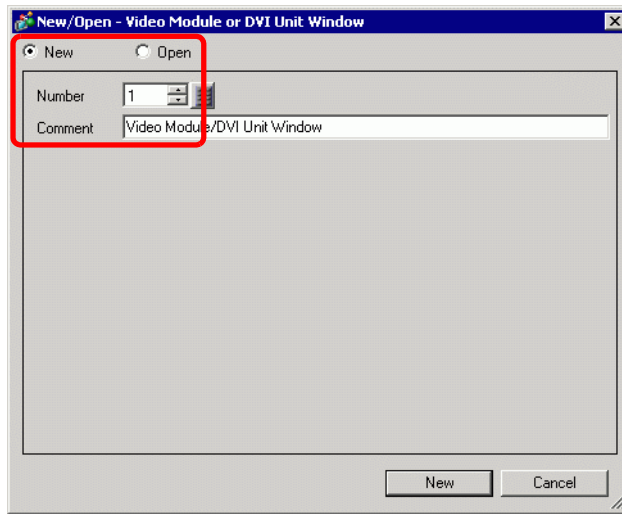 New/Open - Video Module or DVI Unit Window
New Open
Number 1
Comment Video Module/DVI Unit Window
New Cancel